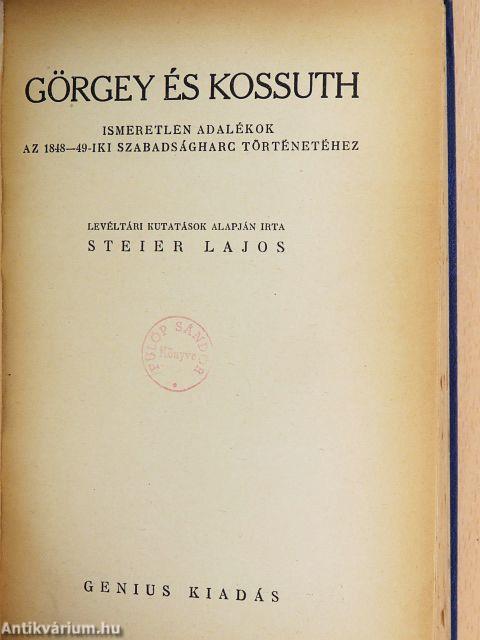 GÖRGEY ÉS KOSSUTH
ISMERETLEN ADALÉKOK
AZ 1848—49-IKI SZABADSÁGHARC TÖRTÉNETÉHEZ
LEVÉLTÁRI KUTATÁSOK ALAPJÁN IRTA
STEIER LAJOS
FÜLÖP SÁNDOR
Könyve
GENIUS KIADÁS
Antikvárium.hu